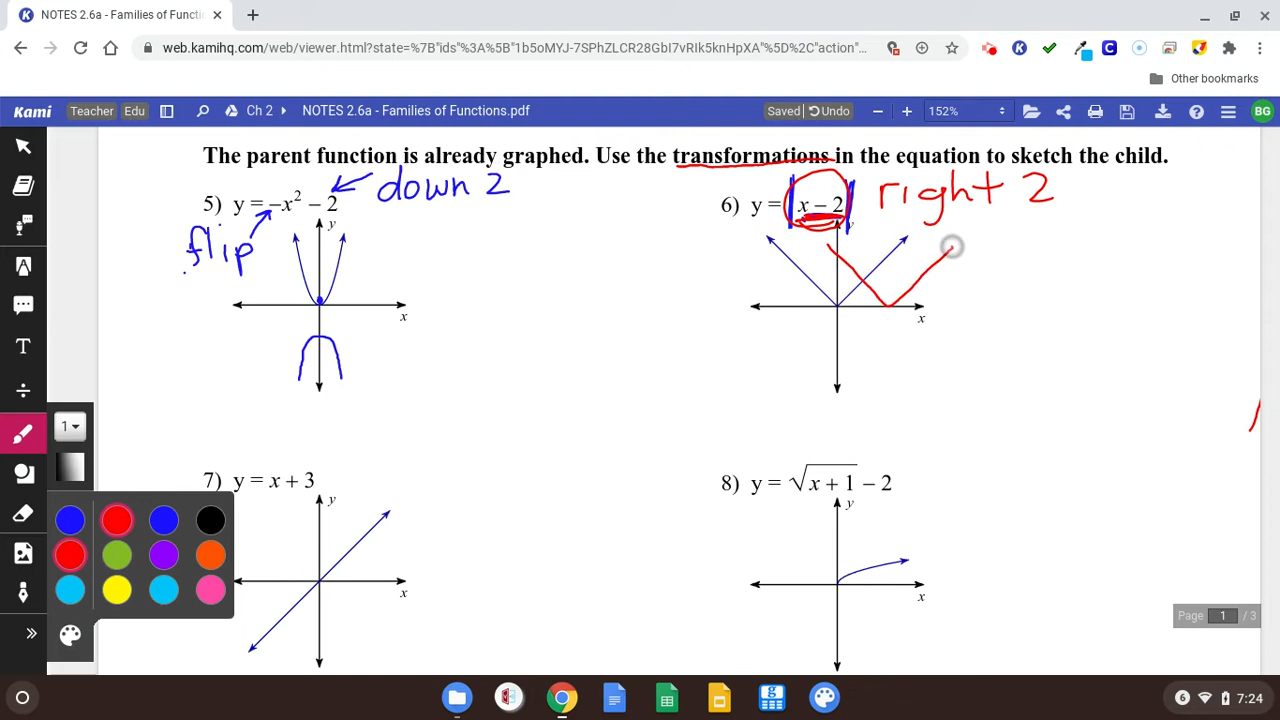 NOTES 2.6a - Families of Functi
web.kamihq.com/web/viewer.html?state=%7B"ids"%3A%5B"1b5oMYJ-7SPhZLCR28GbI7vRIk5knHpXA"%5D%2C"action"...
Other bookmarks
Kami Teacher Edu Ch 2 NOTES 2.6a - Families of Functions.pdf Saved Undo 152% BG
The parent function is already graphed. Use the transformations in the equation to sketch the child.
5) y = −x² − 2
down 2
flip
y
x
6) y = |x − 2|
right 2
y
x
7) y = x + 3
y
x
8) y = √(x + 1) − 2
y
x
1
Page 1 / 3
6 7:24